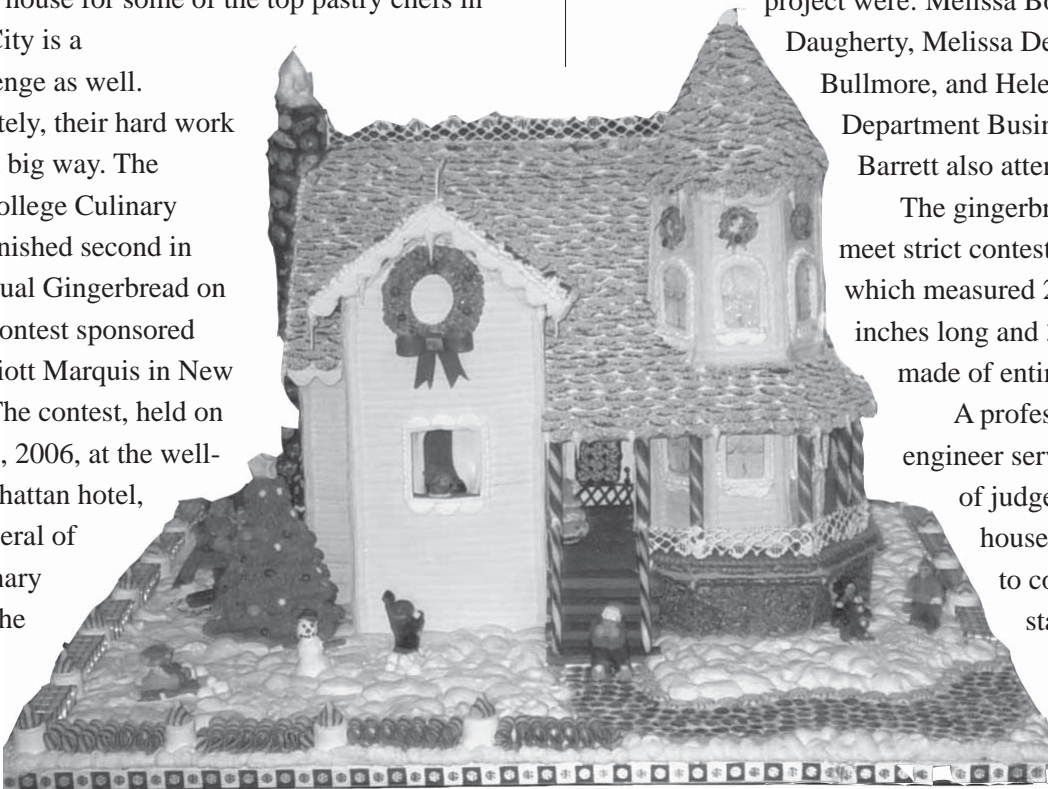 house for some of the top pastry chefs in
City is a
enge as well.
tely, their hard work
big way. The
ollege Culinary
nished second in
ual Gingerbread on
ontest sponsored
iott Marquis in New
The contest, held on
, 2006, at the well-
hattan hotel,
eral of
nary
he
project were: Melissa Bo
Daugherty, Melissa De
Bullmore, and Hele
Department Busin
Barrett also atten
The gingerbr
meet strict contest
which measured 2
inches long and
made of entir
A profes
engineer serv
of judge
house
to co
sta